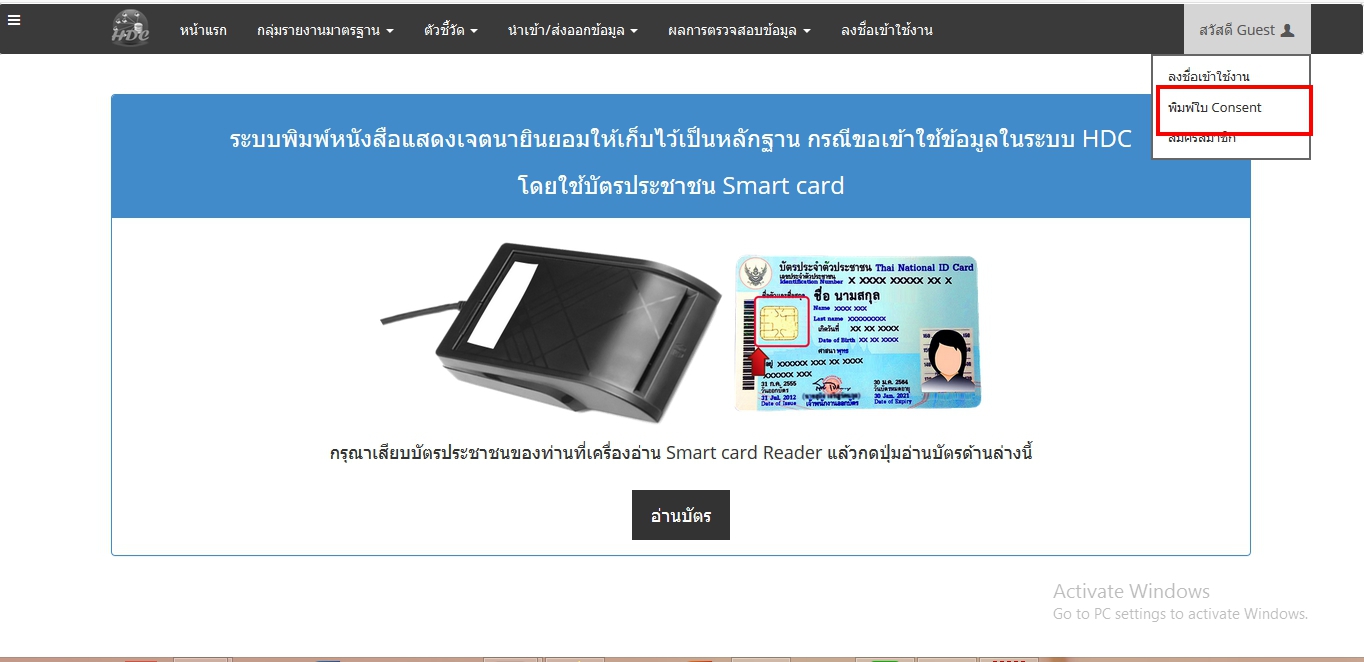 HDC
หน้าแรก
กลุ่มรายงานมาตรฐาน
ตัวชี้วัด
นำเข้า/ส่งออกข้อมูล
ผลการตรวจสอบข้อมูล
ลงชื่อเข้าใช้งาน
สวัสดี Guest
ลงชื่อเข้าใช้งาน
พิมพ์ใบ Consent
สมัครสมาชิก
ระบบพิมพ์หนังสือแสดงเจตนายินยอมให้เก็บไว้เป็นหลักฐาน กรณีขอเข้าใช้ข้อมูลในระบบ HDC
โดยใช้บัตรประชาชน Smart card
บัตรประจำตัวประชาชน Thai National ID Card
เลขประจำตัวประชาชน
Identification Number X XXXX XXXXX XX X
ชื่อตัวและชื่อสกุล ชื่อ นามสกุล
Name XXXX XXX
Last name XXXXXXXXX
เกิดวันที่ XX XX XXXX
Date of Birth XX XX XXXX
ศาสนา พุทธ
XXXXXX XXX XX XXXX
XXXXXX XXX
31 ก.ค. 2555
วันออกบัตร
31 Jul. 2012
Date of Issue
เจ้าพนักงานออกบัตร
30 ม.ค. 2564
วันบัตรหมดอายุ
30 Jan. 2021
Date of Expiry
กรุณาเสียบบัตรประชาชนของท่านที่เครื่องอ่าน Smart card Reader แล้วกดปุ่มอ่านบัตรด้านล่างนี้
อ่านบัตร
Activate Windows
Go to PC settings to activate Windows.